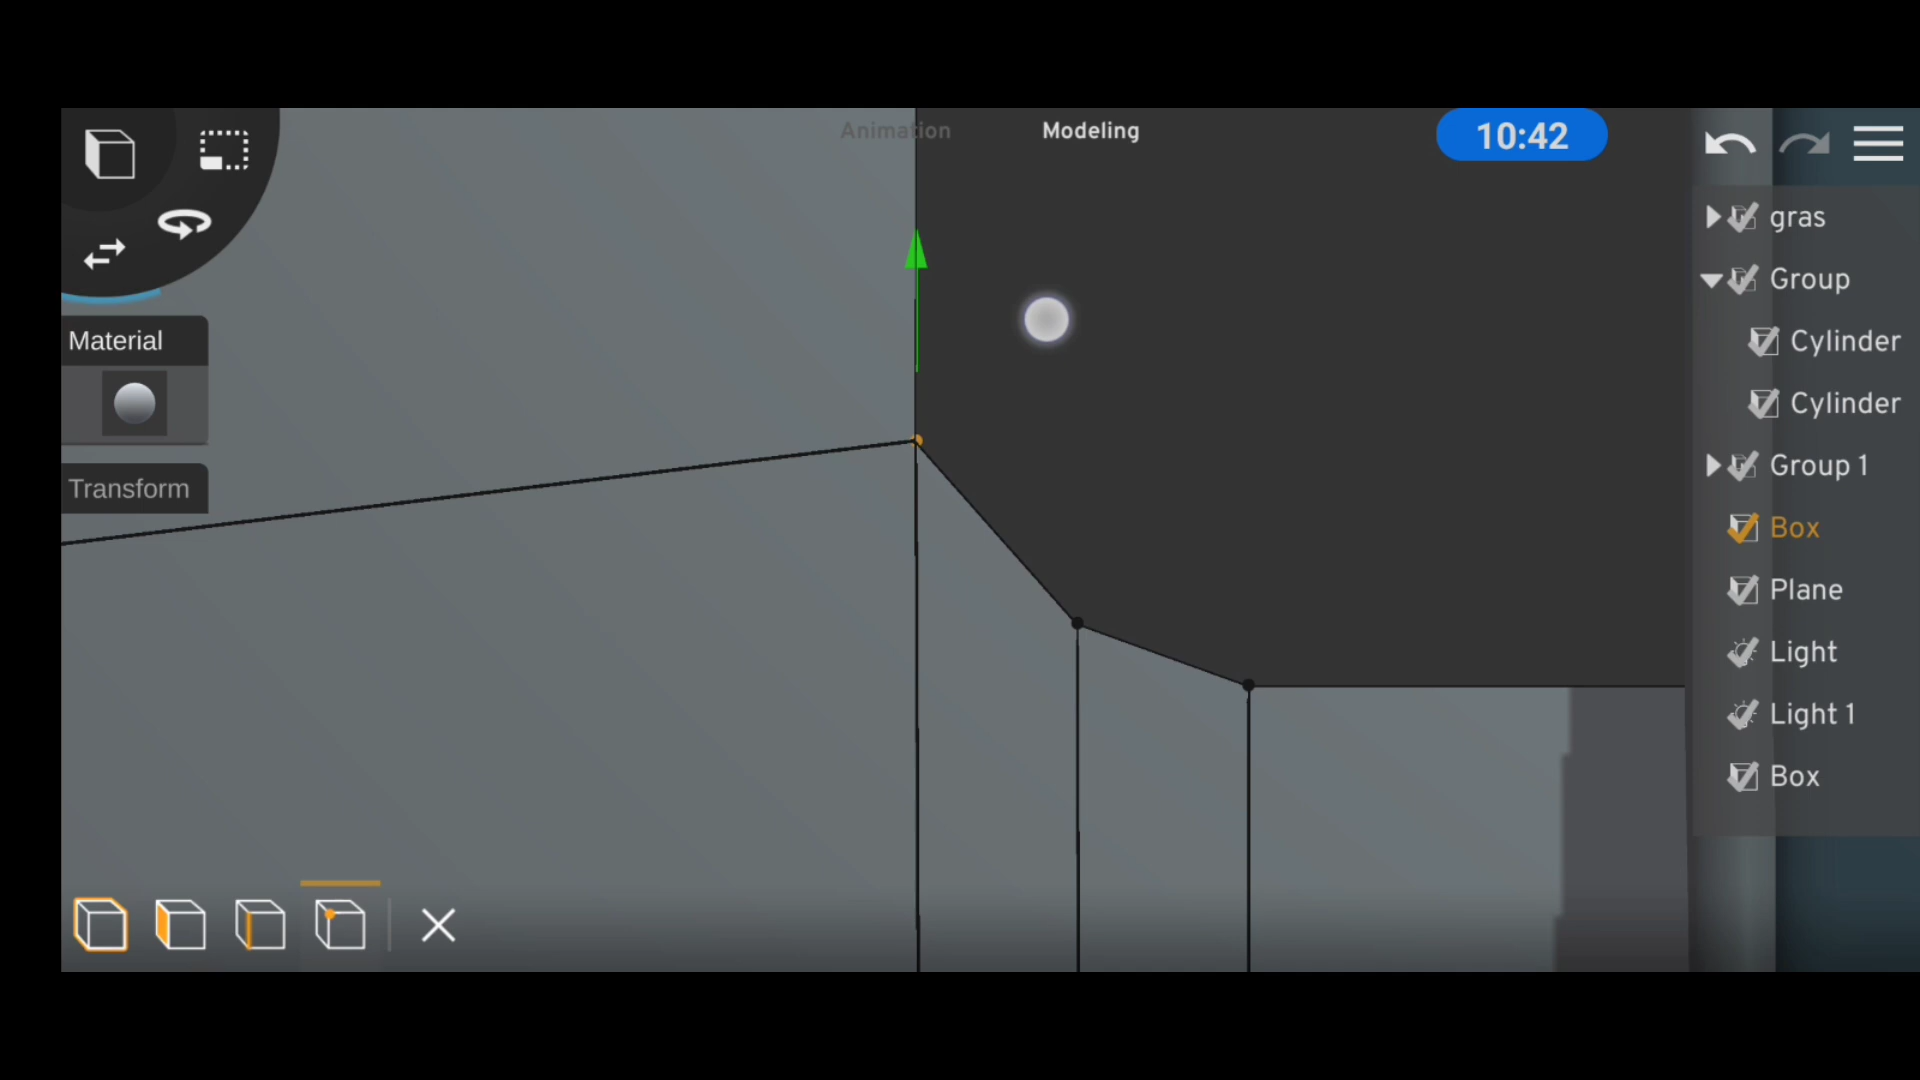 Animation
Modeling
10:42
Material
Transform
gras
Group
Cylinder
Cylinder
Group 1
Box
Plane
Light
Light 1
Box